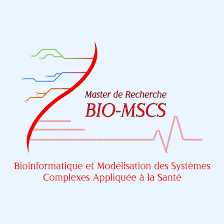 Master de Recherche
BIO-MSCS
Bioinformatique et Modélisation des Systèmes
Complexes Appliquée à la Santé